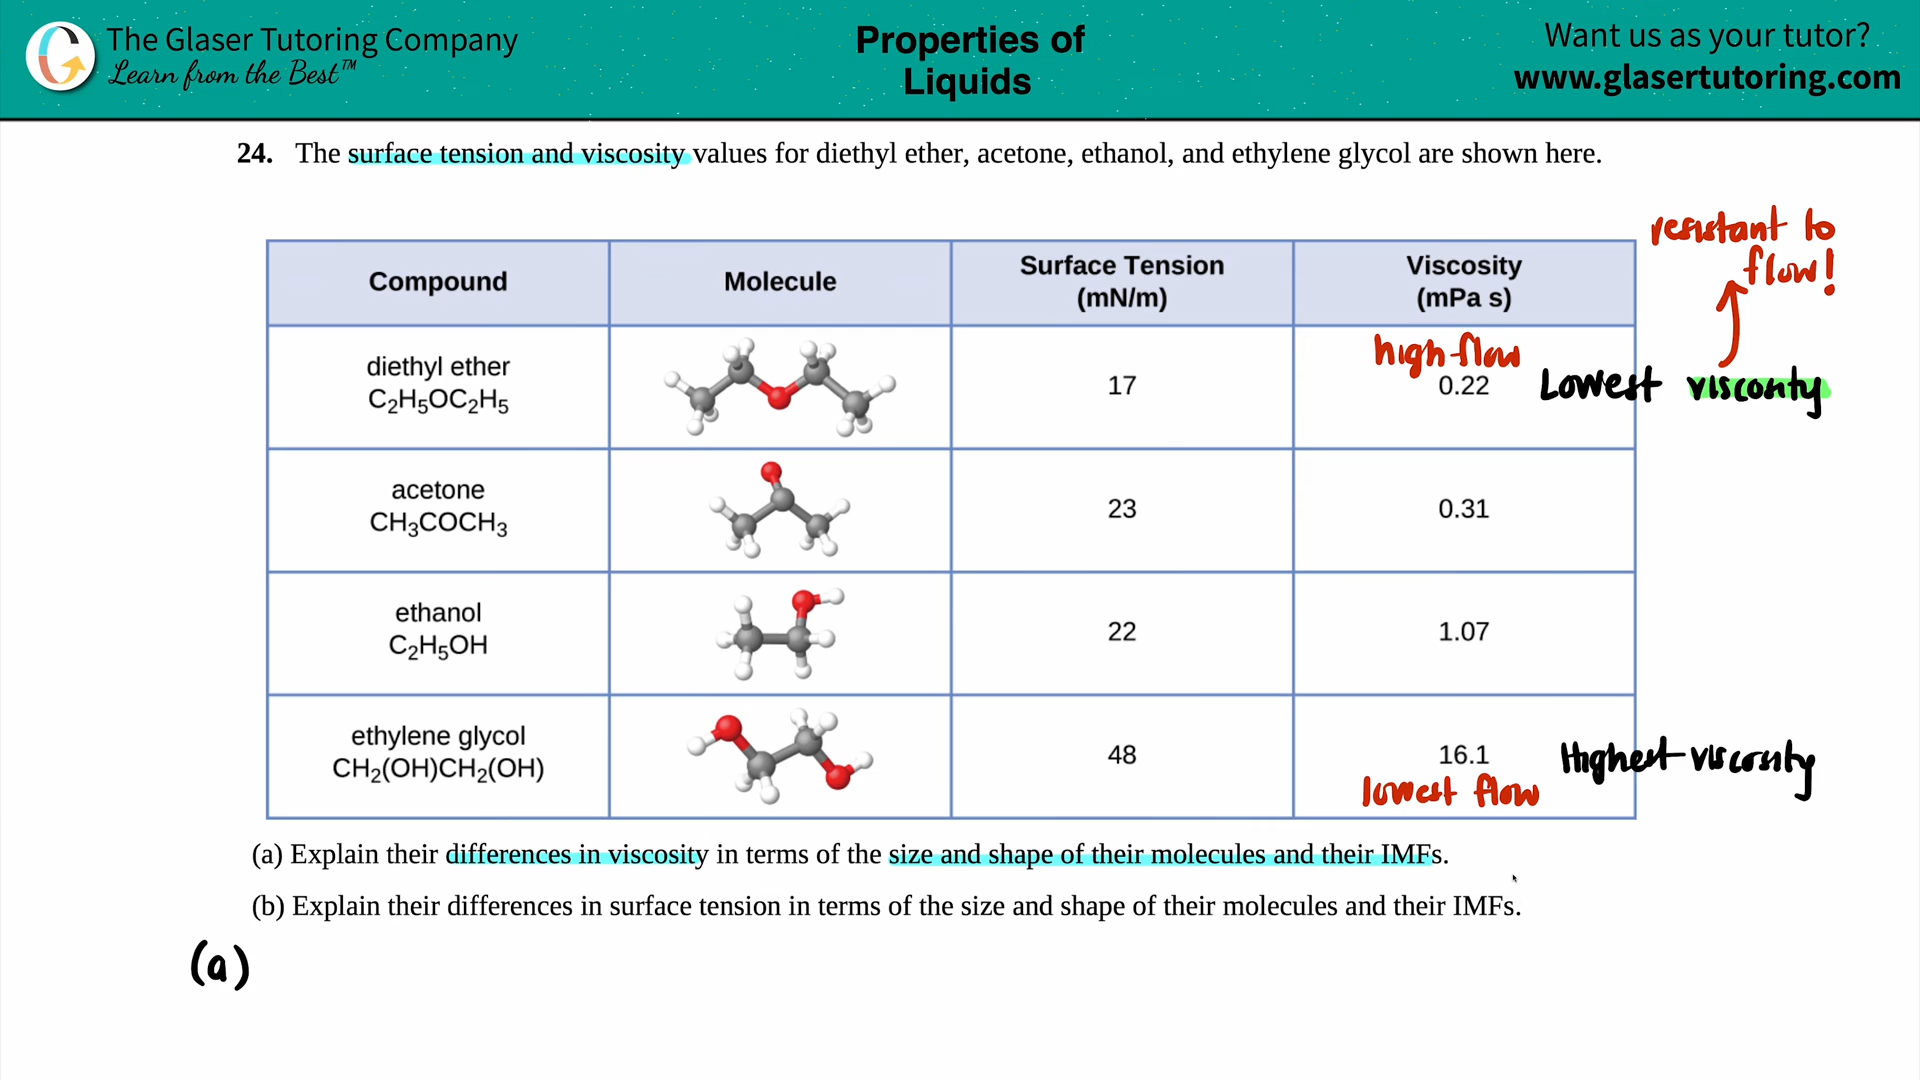 The Glaser Tutoring Company
Learn from the Best™
Properties of
Liquids
Want us as your tutor?
www.glasertutoring.com
24. The surface tension and viscosity values for diethyl ether, acetone, ethanol, and ethylene glycol are shown here.
resistant to
flow!
Compound
Molecule
Surface Tension
(mN/m)
Viscosity
(mPa s)
diethyl ether
C₂H₅OC₂H₅
17
high flow
0.22
Lowest viscosity
acetone
CH₃COCH₃
23
0.31
ethanol
C₂H₅OH
22
1.07
ethylene glycol
CH₂(OH)CH₂(OH)
48
16.1
lowest flow
Highest viscosity
(a) Explain their differences in viscosity in terms of the size and shape of their molecules and their IMFs.
(b) Explain their differences in surface tension in terms of the size and shape of their molecules and their IMFs.
(a)